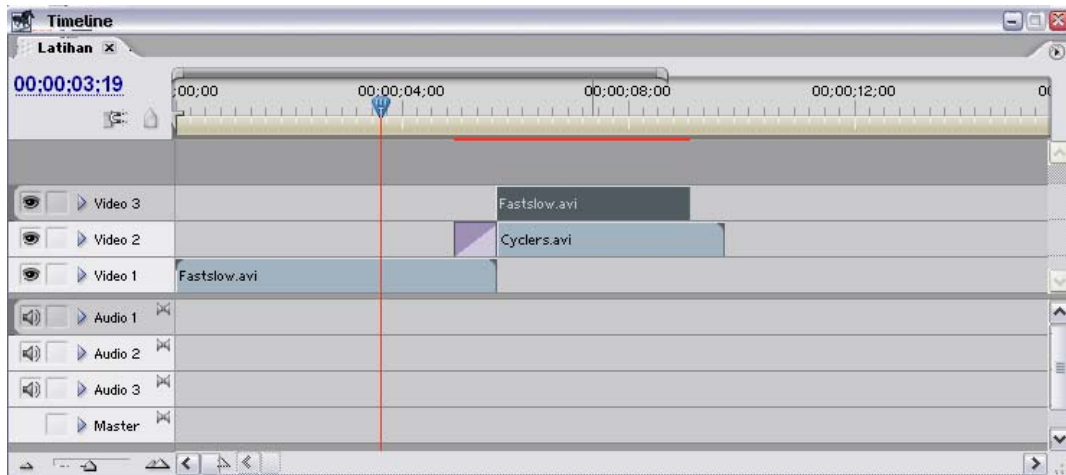 Timeline
Latihan
00;00;03;19
;00;00 00;00;04;00 00;00;08;00 00;00;12;00 00
Video 3 Fastslow.avi
Video 2 Cyclers.avi
Video 1 Fastslow.avi
Audio 1
Audio 2
Audio 3
Master